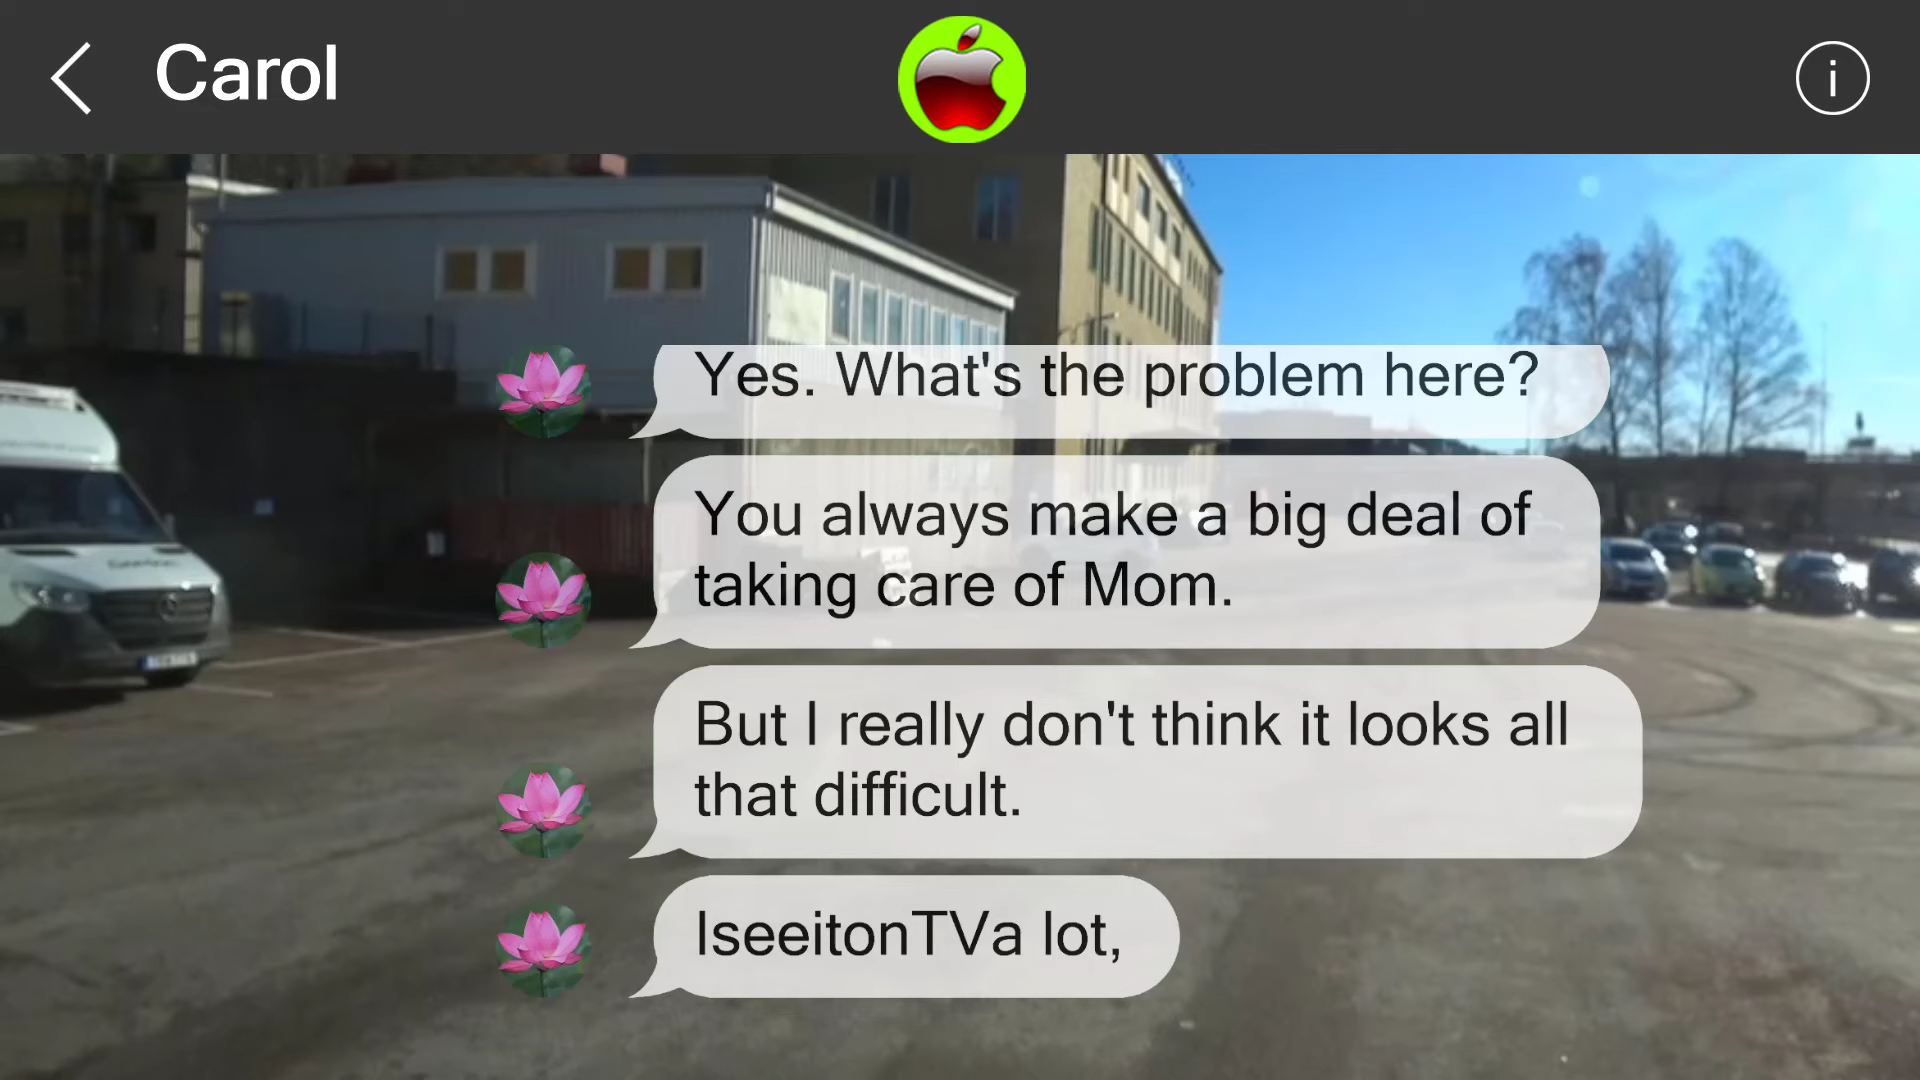 Carol
Yes. What's the problem here?
You always make a big deal of
taking care of Mom.
But I really don't think it looks all
that difficult.
IseeitonTVa lot,